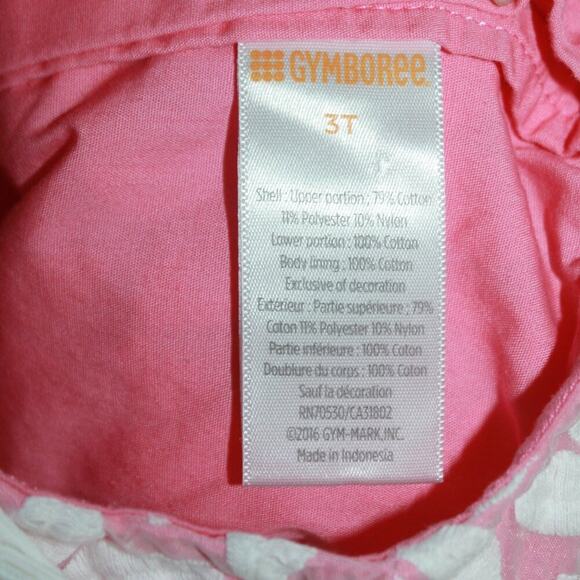 GYMBOREE
3T
Shell : Upper portion ; 79% Cotton
11% Polyester 10% Nylon
Lower portion : 100% Cotton
Body lining : 100% Cotton
Exclusive of decoration
Extérieur : Partie supérieure ; 79%
Coton 11% Polyester 10% Nylon
Partie inférieure : 100% Coton
Doublure du corps : 100% Coton
Sauf la décoration
RN70530/CA31802
©2016 GYM-MARK,INC.
Made in Indonesia